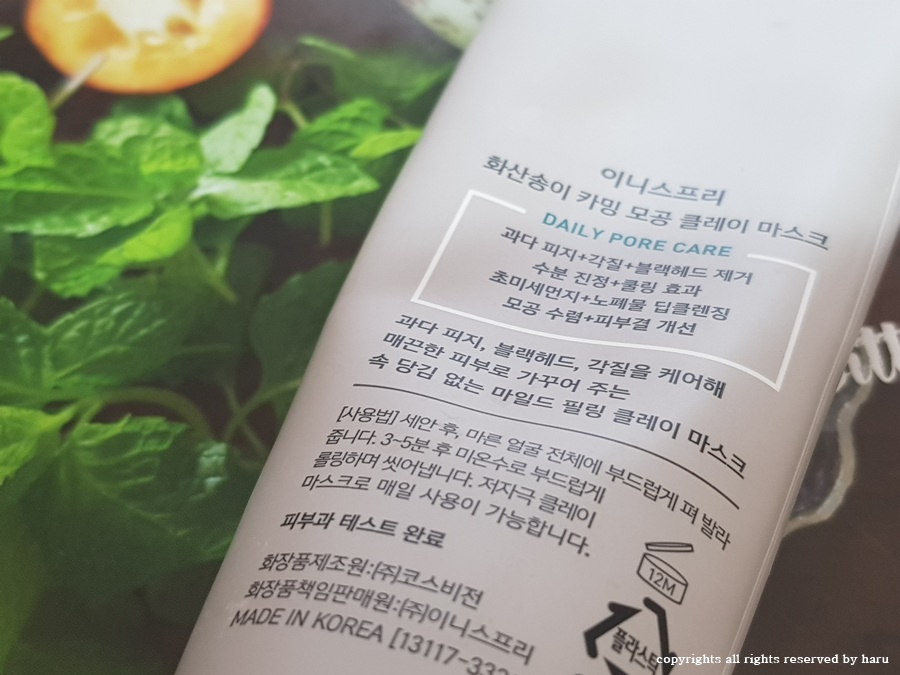 이니스프리
화산송이 카밍 모공 클레이 마스크
DAILY PORE CARE
과다 피지+각질+블랙헤드 제거
수분 진정+쿨링 효과
초미세먼지+노폐물 딥클렌징
모공 수렴+피부결 개선
과다 피지, 블랙헤드, 각질을 케어해
매끈한 피부로 가꾸어 주는
속 당김 없는 마일드 필링 클레이 마스크
[사용법] 세안 후, 마른 얼굴 전체에 부드럽게 펴 발라
줍니다. 3-5분 후 미온수로 부드럽게
롤링하며 씻어냅니다. 저자극 클레이
마스크로 매일 사용이 가능합니다.
피부과 테스트 완료
12M
화장품제조원:(주)코스비전
화장품책임판매원:(주)이니스프리
MADE IN KOREA [13117-332
플라스틱
copyrights all rights reserved by haru